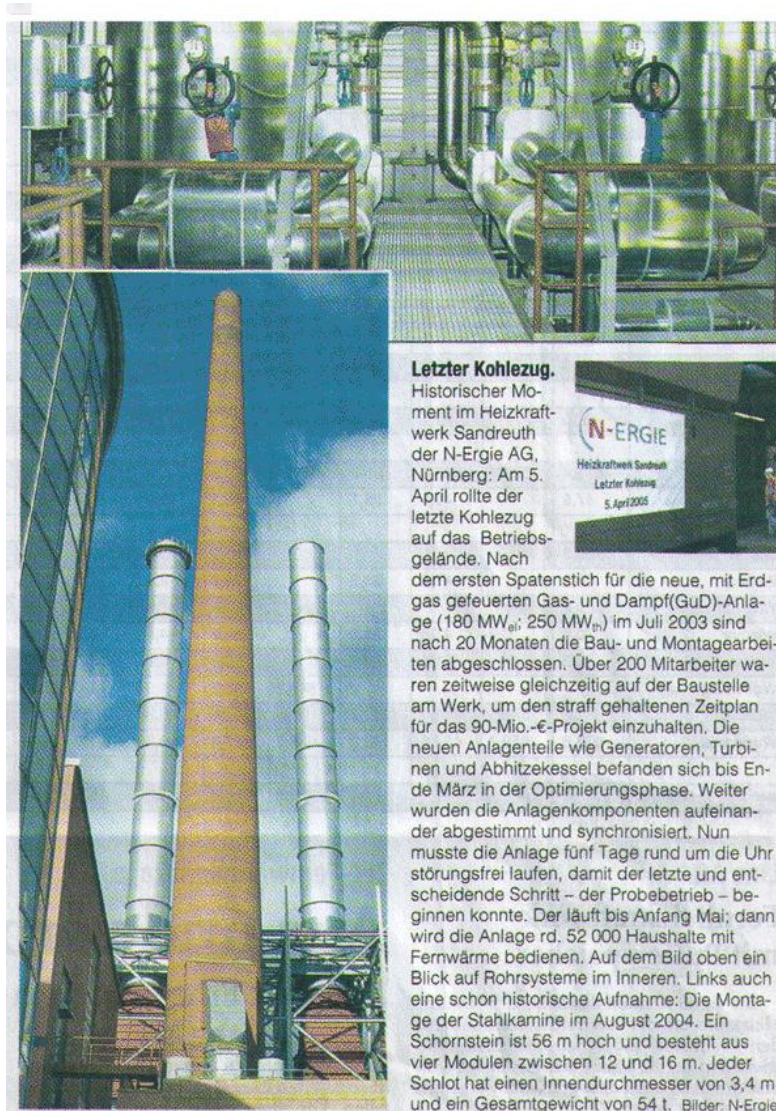 Letzter Kohlezug.
Historischer Mo-
ment im Heizkraft-
werk Sandreuth
der N-Ergie AG,
Nürnberg: Am 5.
April rollte der
letzte Kohlezug
auf das Betriebs-
gelände. Nach
N-ERGIE
Heizkraftwerk Sandreuth
Letzter Kohlezug
5. April 2005
dem ersten Spatenstich für die neue, mit Erd-
gas gefeuerten Gas- und Dampf(GuD)-Anla-
ge (180 MWel; 250 MWth) im Juli 2003 sind
nach 20 Monaten die Bau- und Montagearbei-
ten abgeschlossen. Über 200 Mitarbeiter wa-
ren zeitweise gleichzeitig auf der Baustelle
am Werk, um den straff gehaltenen Zeitplan
für das 90-Mio.-€-Projekt einzuhalten. Die
neuen Anlagenteile wie Generatoren, Turbi-
nen und Abhitzekessel befanden sich bis En-
de März in der Optimierungsphase. Weiter
wurden die Anlagenkomponenten aufeinan-
der abgestimmt und synchronisiert. Nun
musste die Anlage fünf Tage rund um die Uhr
störungsfrei laufen, damit der letzte und ent-
scheidende Schritt – der Probebetrieb – be-
ginnen konnte. Der läuft bis Anfang Mai; dann
wird die Anlage rd. 52 000 Haushalte mit
Fernwärme bedienen. Auf dem Bild oben ein
Blick auf Rohrsysteme im Inneren. Links auch
eine schon historische Aufnahme: Die Monta-
ge der Stahlkamine im August 2004. Ein
Schornstein ist 56 m hoch und besteht aus
vier Modulen zwischen 12 und 16 m. Jeder
Schlot hat einen Innendurchmesser von 3,4 m
und ein Gesamtgewicht von 54 t. Bilder: N-Ergie